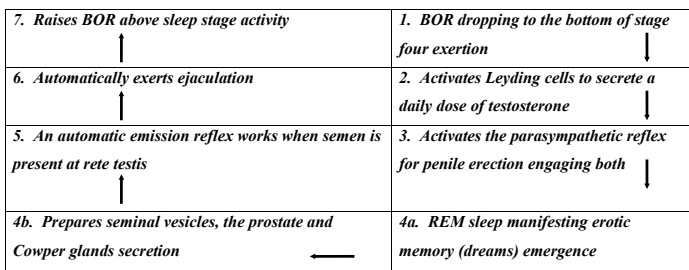 7. Raises BOR above sleep stage activity
1. BOR dropping to the bottom of stage
four exertion
6. Automatically exerts ejaculation
2. Activates Leyding cells to secrete a
daily dose of testosterone
5. An automatic emission reflex works when semen is
present at rete testis
3. Activates the parasympathetic reflex
for penile erection engaging both
4b. Prepares seminal vesicles, the prostate and
Cowper glands secretion
4a. REM sleep manifesting erotic
memory (dreams) emergence